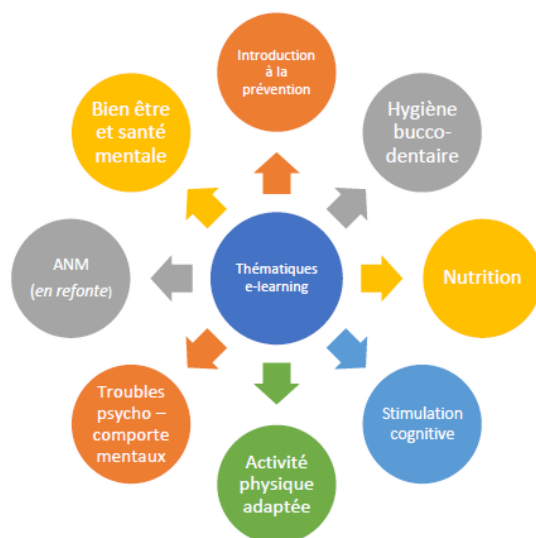 Introduction
à la
prévention
Hygiène
bucco-
dentaire
Nutrition
Stimulation
cognitive
Activité
physique
adaptée
Troubles
psycho –
comporte
mentaux
ANM
(en refonte)
Bien être
et santé
mentale
Thématiques
e-learning